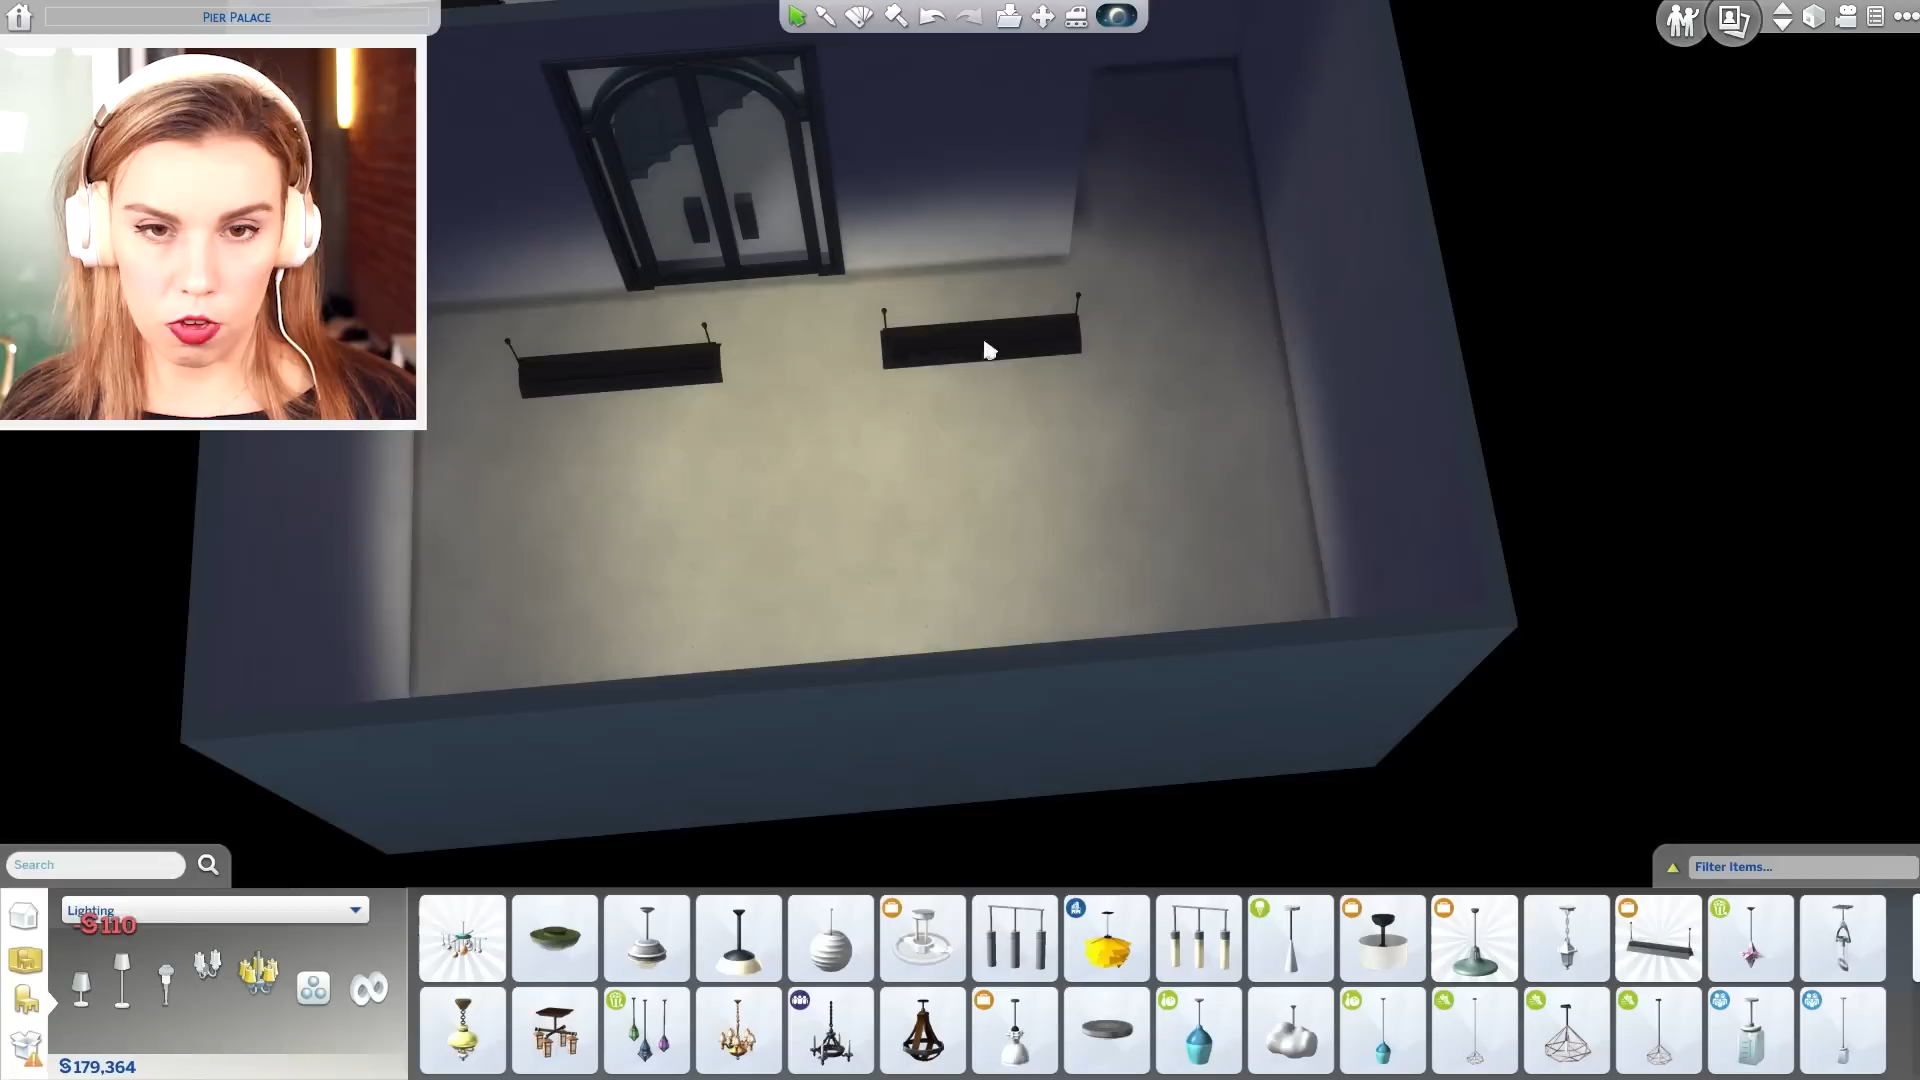 PIER PALACE
Search
Filter Items...
Lighting
-§110
§179,364